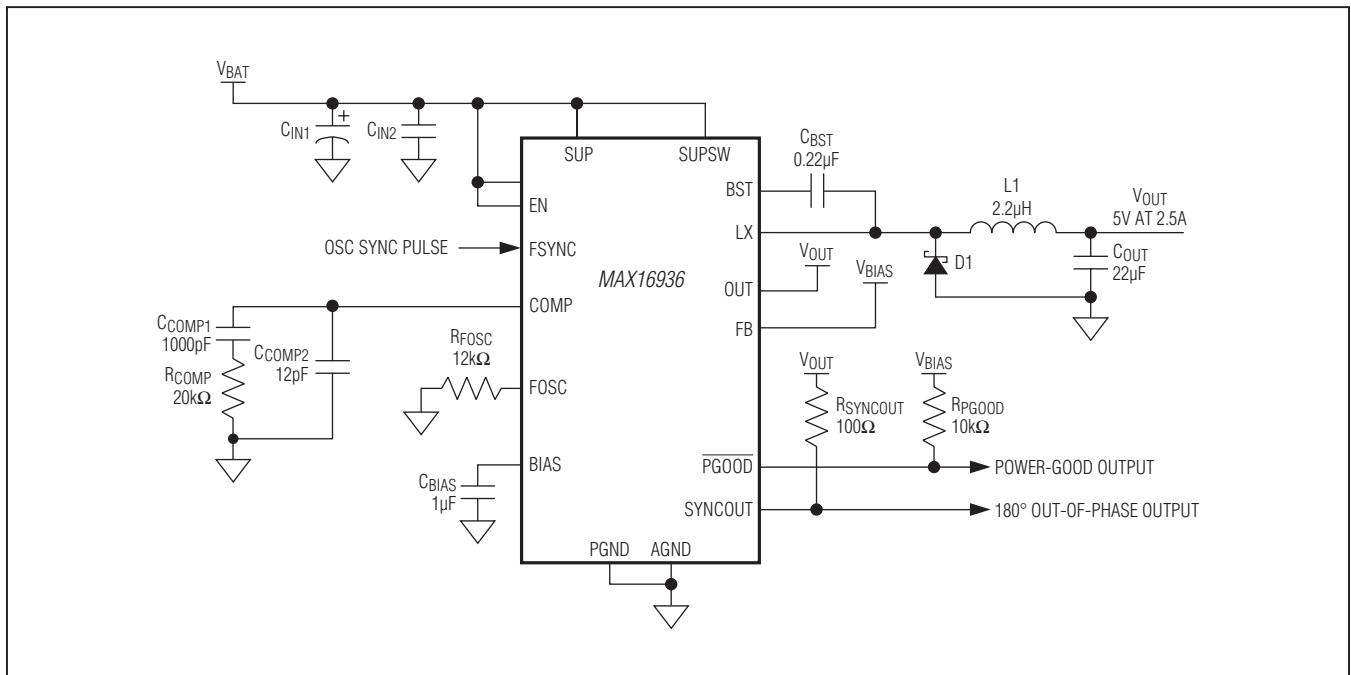 VBAT
CIN1
+
CIN2
SUP
SUPSW
CBST
0.22µF
BST
L1
2.2µH
VOUT
5V AT 2.5A
EN
LX
OSC SYNC PULSE
FSYNC
MAX16936
VOUT
VBIAS
D1
COUT
22µF
OUT
COMP
FB
CCOMP1
1000pF
CCOMP2
12pF
RCOMP
20kΩ
RFOSC
12kΩ
FOSC
VOUT
VBIAS
RSYNCOUT
100Ω
RPGOOD
10kΩ
BIAS
CBIAS
1µF
PGOOD
POWER-GOOD OUTPUT
SYNCOUT
180° OUT-OF-PHASE OUTPUT
PGND
AGND